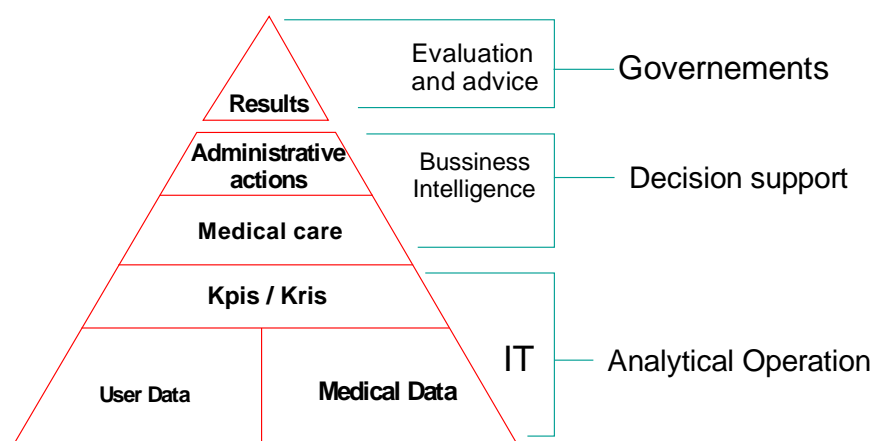 Evaluation
and advice
Governements
Results
Administrative
actions
Bussiness
Intelligence
Decision support
Medical care
Kpis / Kris
IT
Analytical Operation
User Data
Medical Data